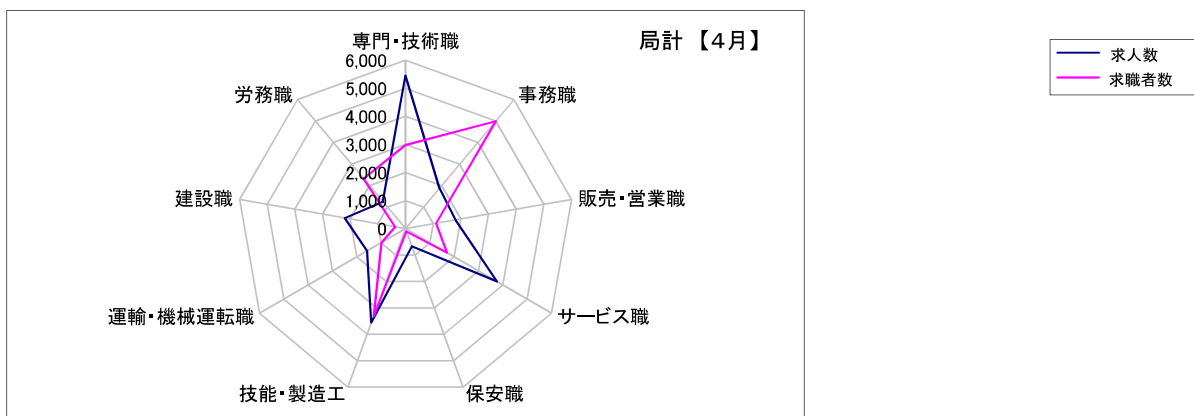 局計 【4月】
専門・技術職
事務職
販売・営業職
サービス職
保安職
技能・製造工
運輸・機械運転職
建設職
労務職
6,000
5,000
4,000
3,000
2,000
1,000
0
求人数
求職者数